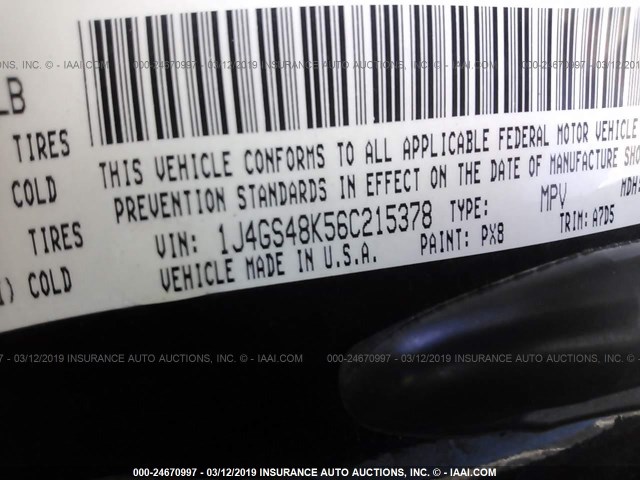 INC. - IAAI.COM 000-24670997 - 03/12/2019 INSURANCE AUTO AUCTIONS, INC. - IAAI.COM 000-24670997 - 03/12/2019
LB
TIRES
COLD
TIRES
) COLD
THIS VEHICLE CONFORMS TO ALL APPLICABLE FEDERAL MOTOR VEHICLE
PREVENTION STANDARDS IN EFFECT ON THE DATE OF MANUFACTURE SHO
VIN: 1J4GS48K56C215378 TYPE: MPV MDH
VEHICLE MADE IN U.S.A. PAINT: PX8 TRIM: A7D5
000-24670997 - 03/12/2019 INSURANCE AUTO AUCTIONS, INC. - IAAI.COM 000-24670997 - 03/12/2019 INSURANCE AUTO AUCTIONS, INC.
000-24670997 - 03/12/2019 INSURANCE AUTO AUCTIONS, INC. - IAAI.COM